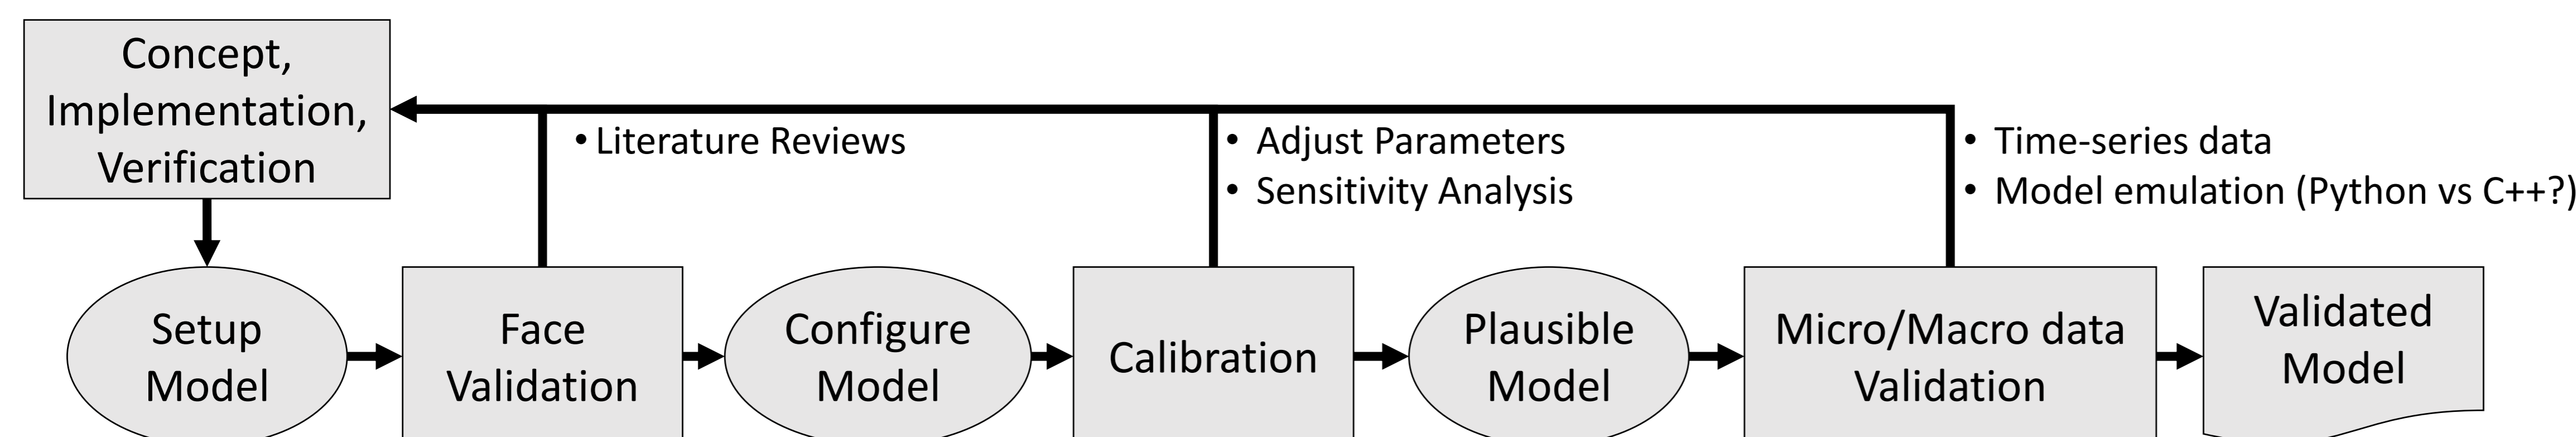 Concept,
Implementation,
Verification
• Literature Reviews
• Adjust Parameters
• Sensitivity Analysis
• Time-series data
• Model emulation (Python vs C++?)
Setup
Model
Face
Validation
Configure
Model
Calibration
Plausible
Model
Micro/Macro data
Validation
Validated
Model